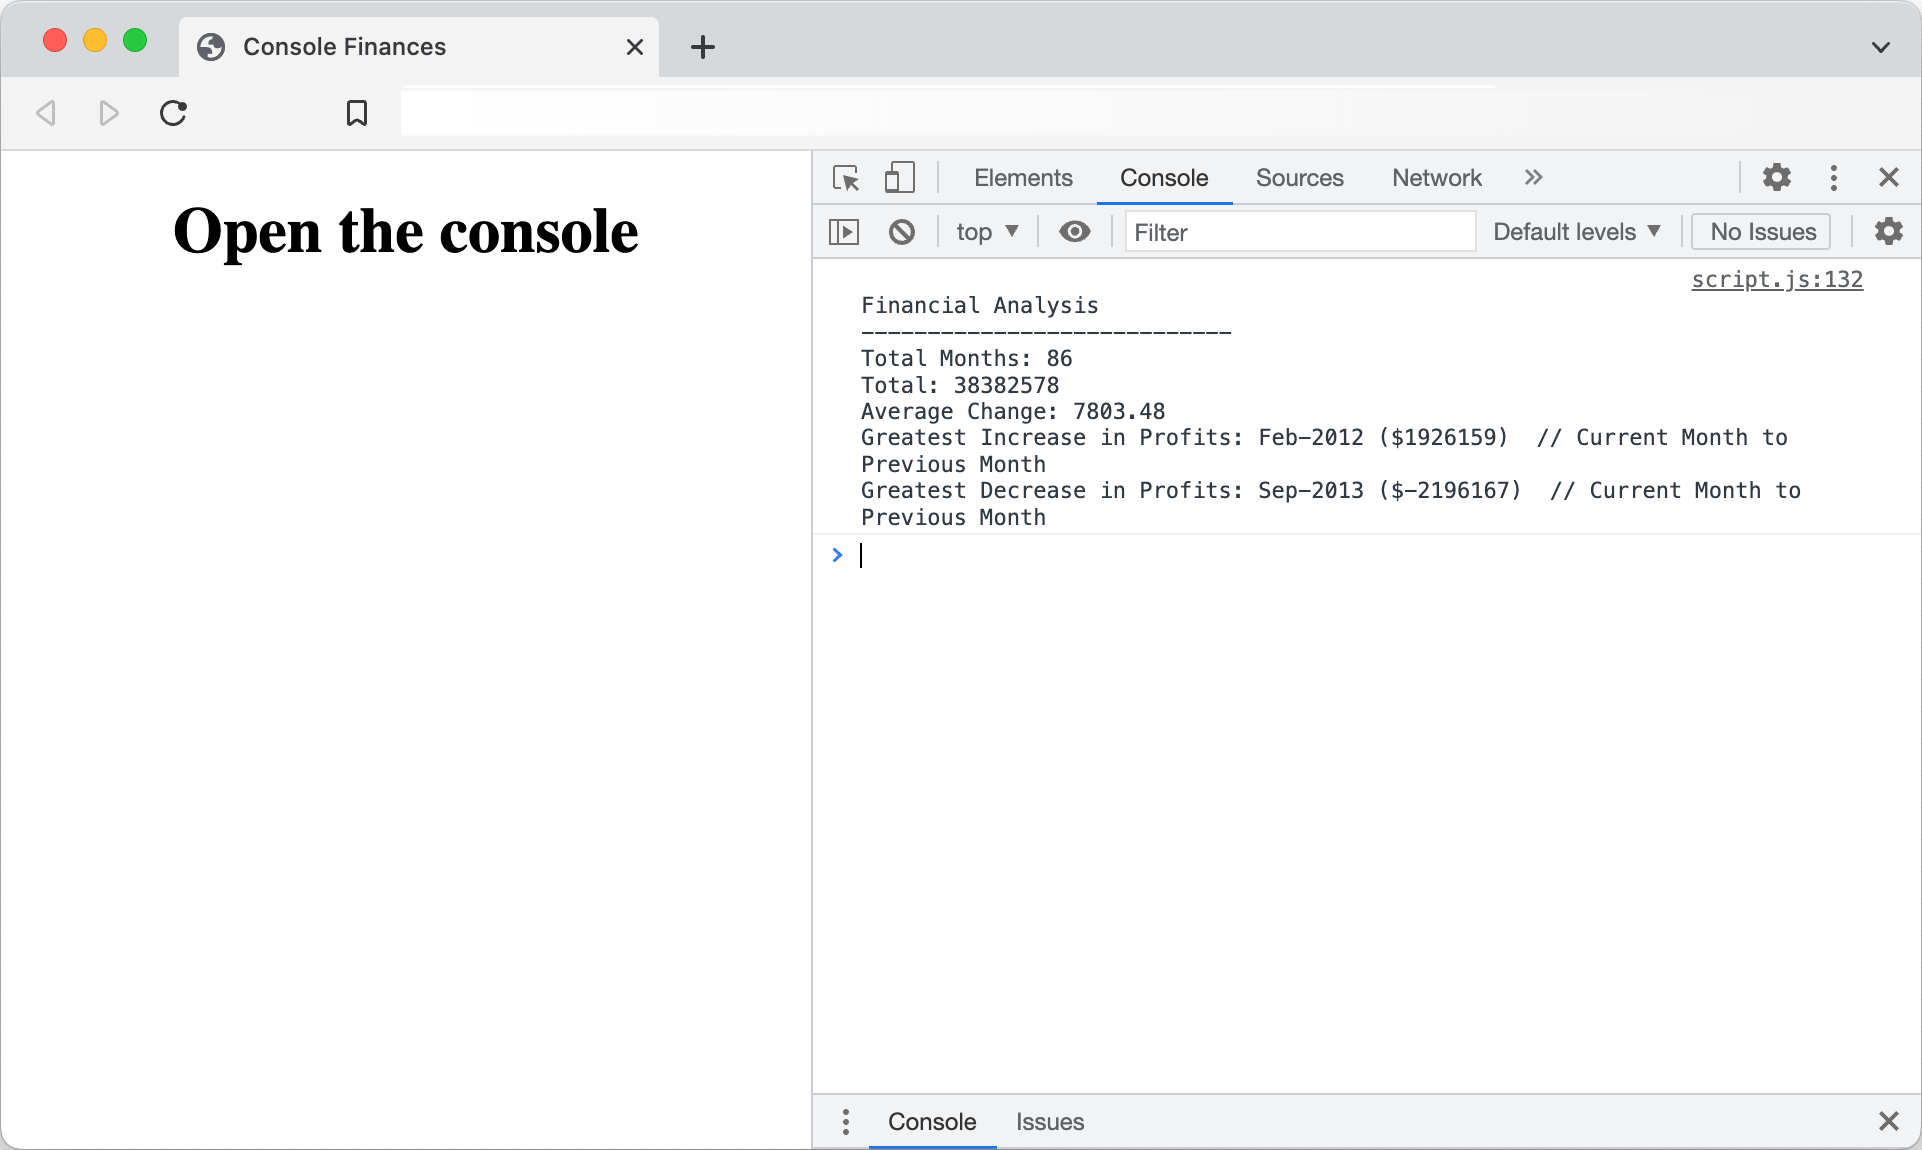 Console Finances
Open the console
Elements Console Sources Network
top Filter Default levels No Issues
script.js:132
Financial Analysis
----------------------------
Total Months: 86
Total: 38382578
Average Change: 7803.48
Greatest Increase in Profits: Feb-2012 ($1926159)  // Current Month to
Previous Month
Greatest Decrease in Profits: Sep-2013 ($-2196167)  // Current Month to
Previous Month
Console Issues